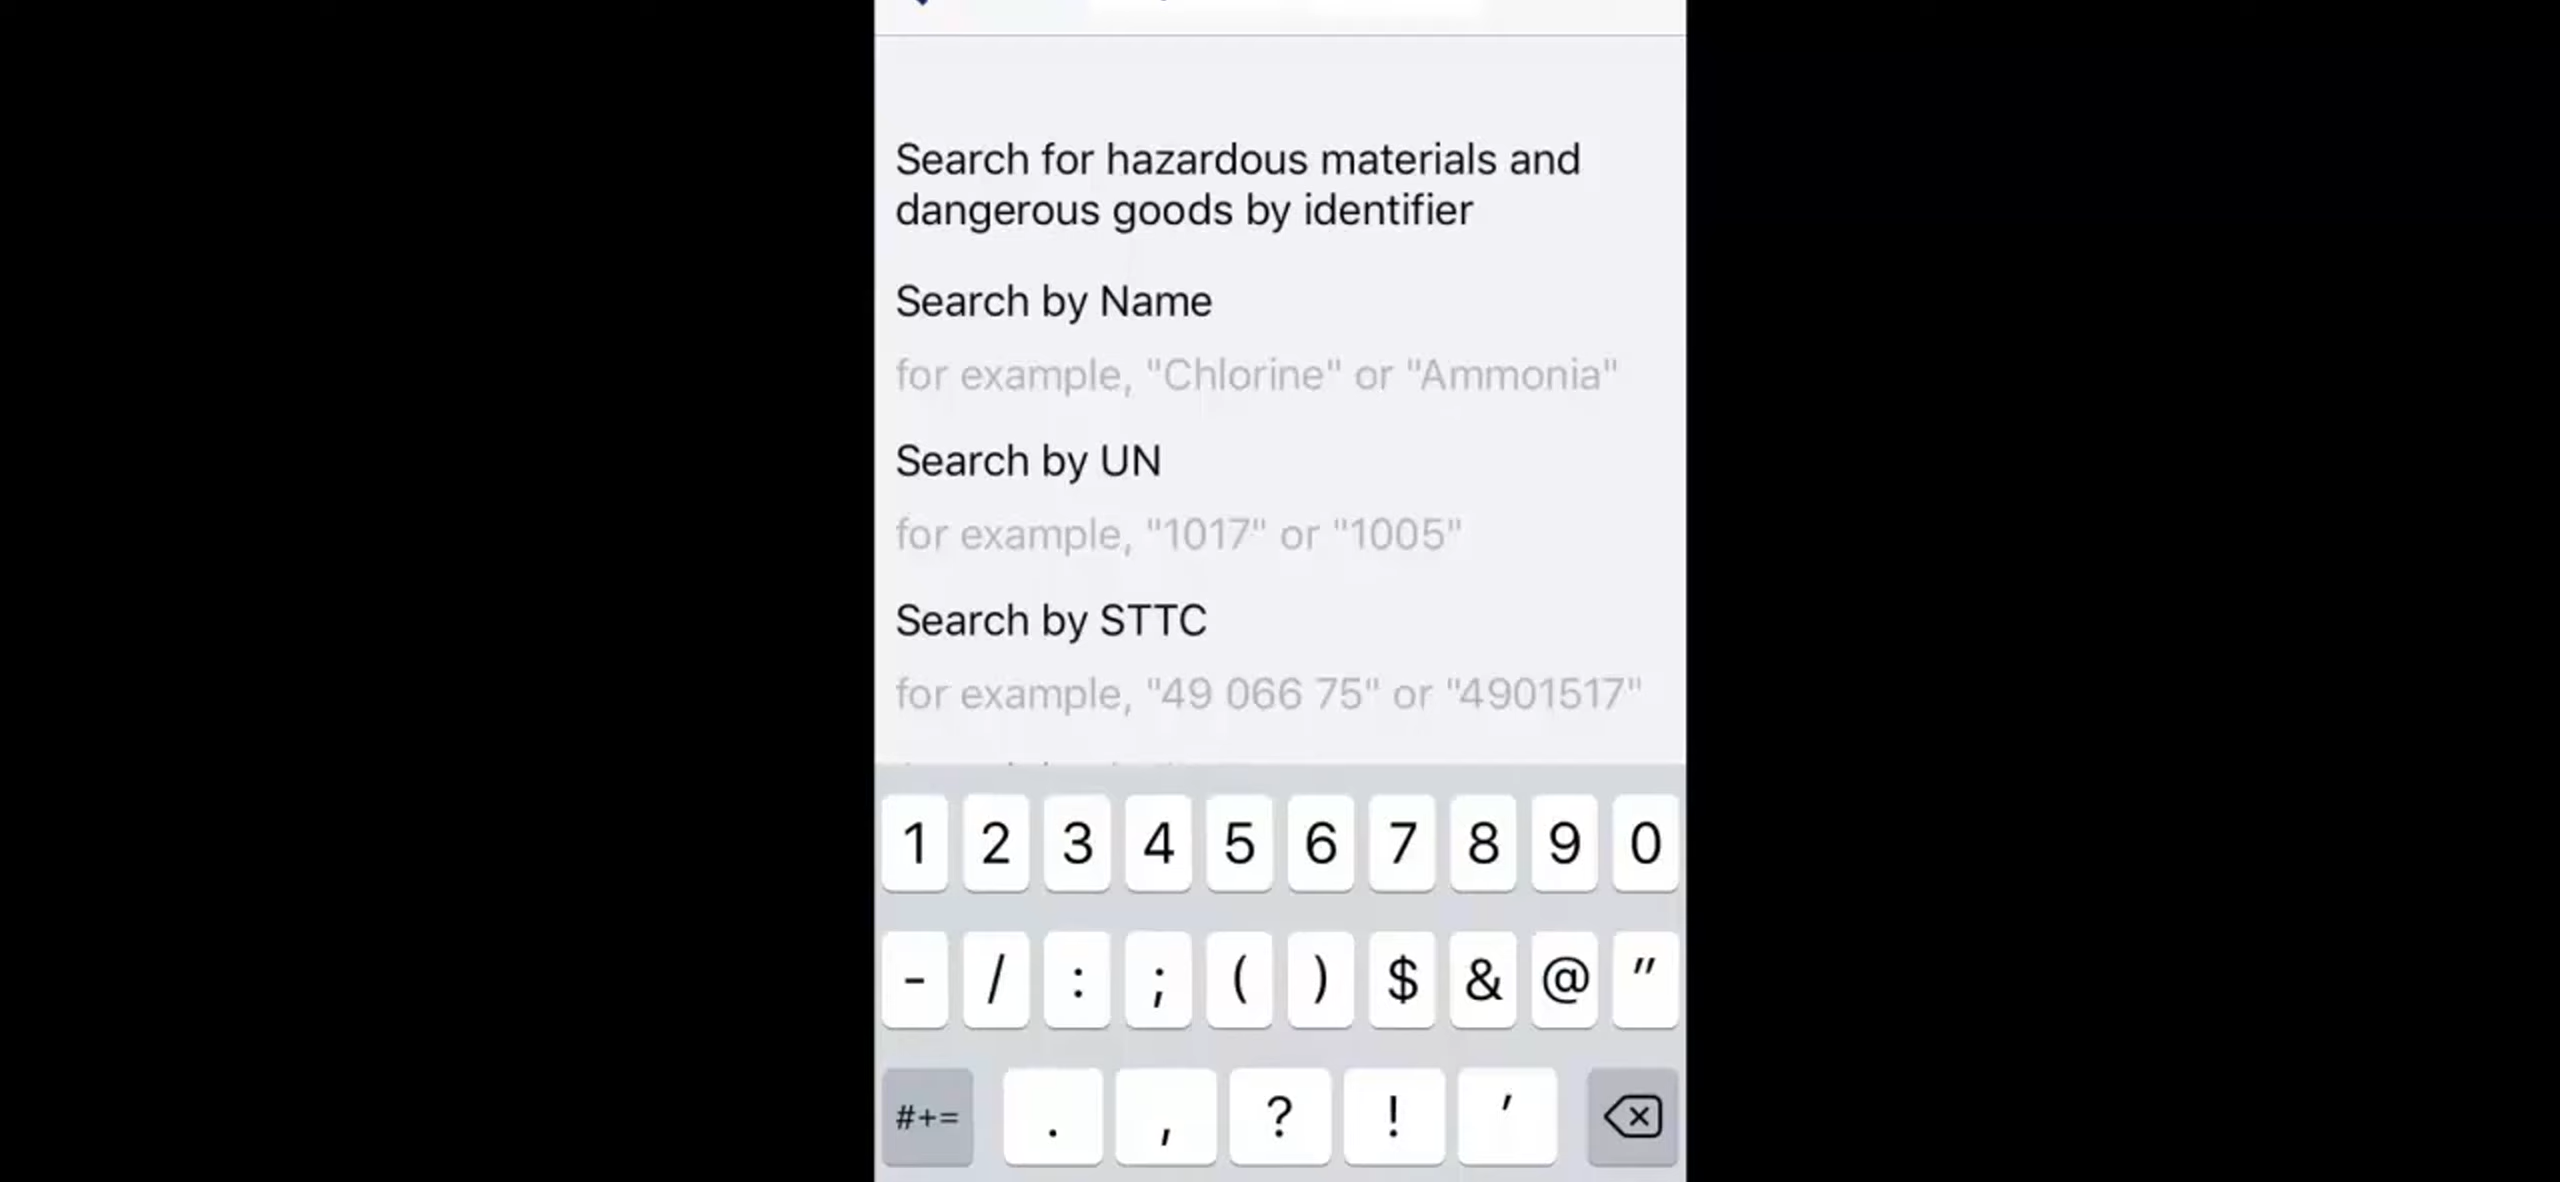 Search for hazardous materials and
dangerous goods by identifier
Search by Name
for example, "Chlorine" or "Ammonia"
Search by UN
for example, "1017" or "1005"
Search by STTC
for example, "49 066 75" or "4901517"
1 2 3 4 5 6 7 8 9 0
- / : ; ( ) $ & @ "
#+= . , ? ! '